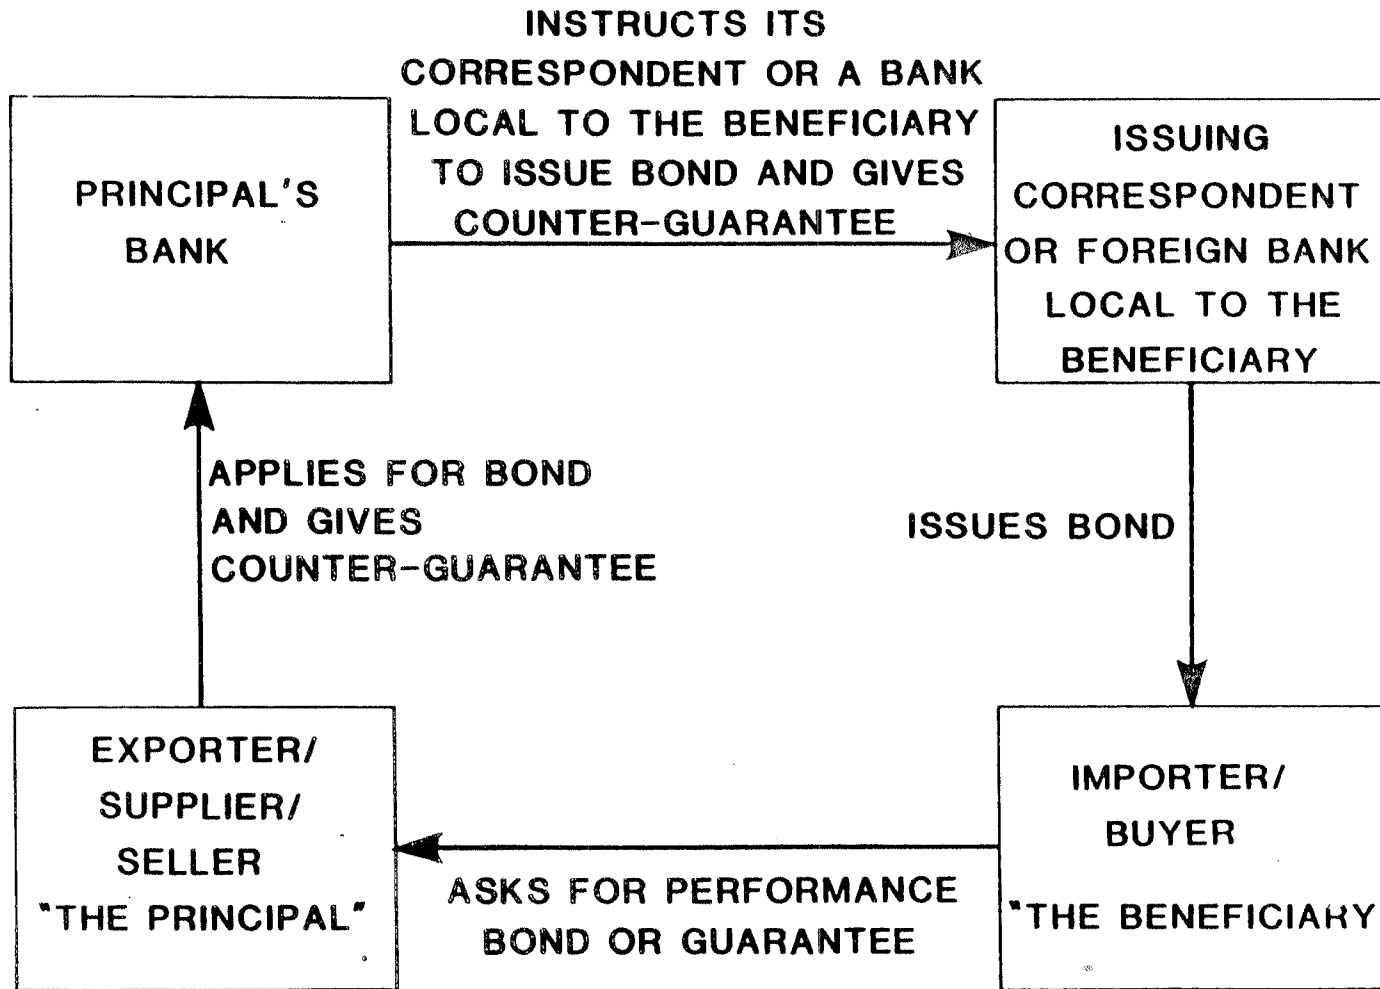 INSTRUCTS ITS
CORRESPONDENT OR A BANK
LOCAL TO THE BENEFICIARY
TO ISSUE BOND AND GIVES
COUNTER-GUARANTEE
PRINCIPAL'S
BANK
ISSUING
CORRESPONDENT
OR FOREIGN BANK
LOCAL TO THE
BENEFICIARY
APPLIES FOR BOND
AND GIVES
COUNTER-GUARANTEE
ISSUES BOND
EXPORTER/
SUPPLIER/
SELLER
"THE PRINCIPAL"
ASKS FOR PERFORMANCE
BOND OR GUARANTEE
IMPORTER/
BUYER
"THE BENEFICIARY